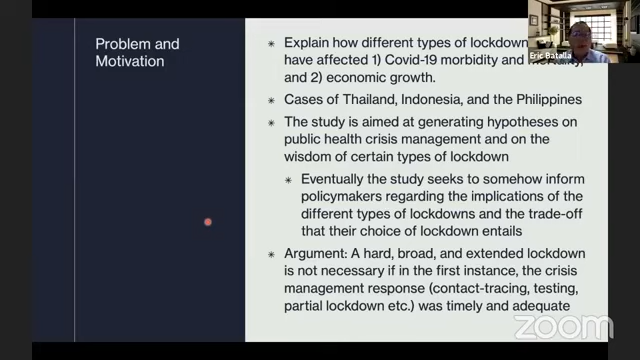 Problem and
Motivation
* Explain how different types of lockdown
have affected 1) Covid-19 morbidity and mortality,
and 2) economic growth.
* Cases of Thailand, Indonesia, and the Philippines
* The study is aimed at generating hypotheses on
public health crisis management and on the
wisdom of certain types of lockdown
* Eventually the study seeks to somehow inform
policymakers regarding the implications of the
different types of lockdowns and the trade-off
that their choice of lockdown entails
* Argument: A hard, broad, and extended lockdown
is not necessary if in the first instance, the crisis
management response (contact-tracing, testing,
partial lockdown etc.) was timely and adequate
Eric Batalla
zoom